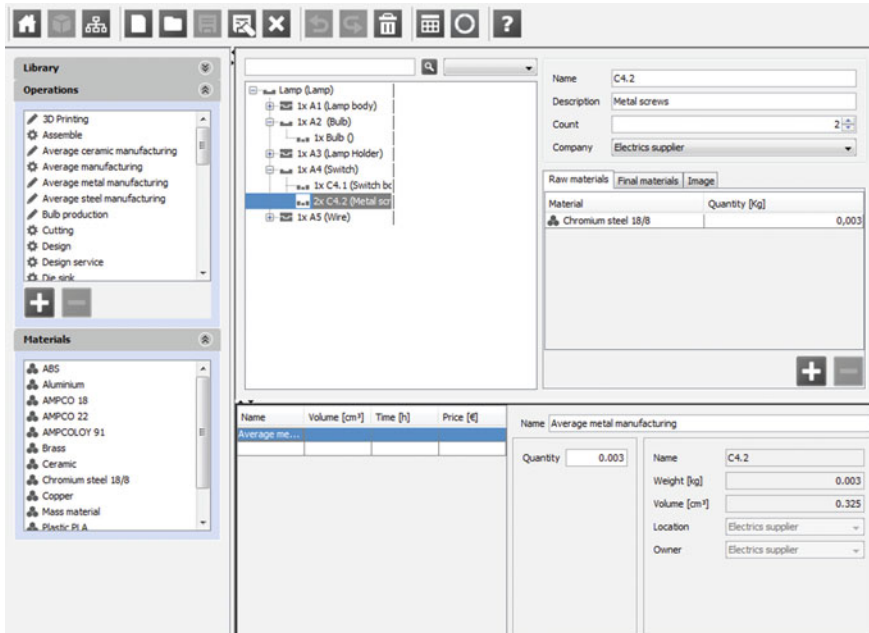 ?
Library
Operations
3D Printing
Assemble
Average ceramic manufacturing
Average manufacturing
Average metal manufacturing
Average steel manufacturing
Bulb production
Cutting
Design
Design service
Die sink
Materials
ABS
Aluminium
AMPCO 18
AMPCO 22
AMPCOLOY 91
Brass
Ceramic
Chromium steel 18/8
Copper
Mass material
Plastic PLA
Lamp (Lamp)
1x A1 (Lamp body)
1x A2 (Bulb)
1x Bulb ()
1x A3 (Lamp Holder)
1x A4 (Switch)
1x C4.1 (Switch bo
2x C4.2 (Metal scr
1x A5 (Wire)
Name C4.2
Description Metal screws
Count 2
Company Electrics supplier
Raw materials Final materials Image
Material Quantity [Kg]
Chromium steel 18/8 0,003
Name Volume [cm³] Time [h] Price [€]
Average me...
Name Average metal manufacturing
Quantity 0.003
Name C4.2
Weight [kg] 0.003
Volume [cm³] 0.325
Location Electrics supplier
Owner Electrics supplier